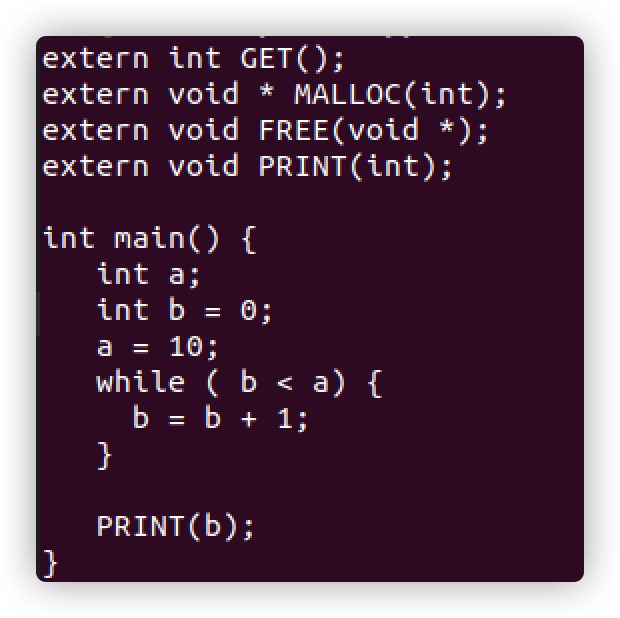 extern int GET();
extern void * MALLOC(int);
extern void FREE(void *);
extern void PRINT(int);

int main() {
   int a;
   int b = 0;
   a = 10;
   while ( b < a) {
     b = b + 1;
   }

   PRINT(b);
}